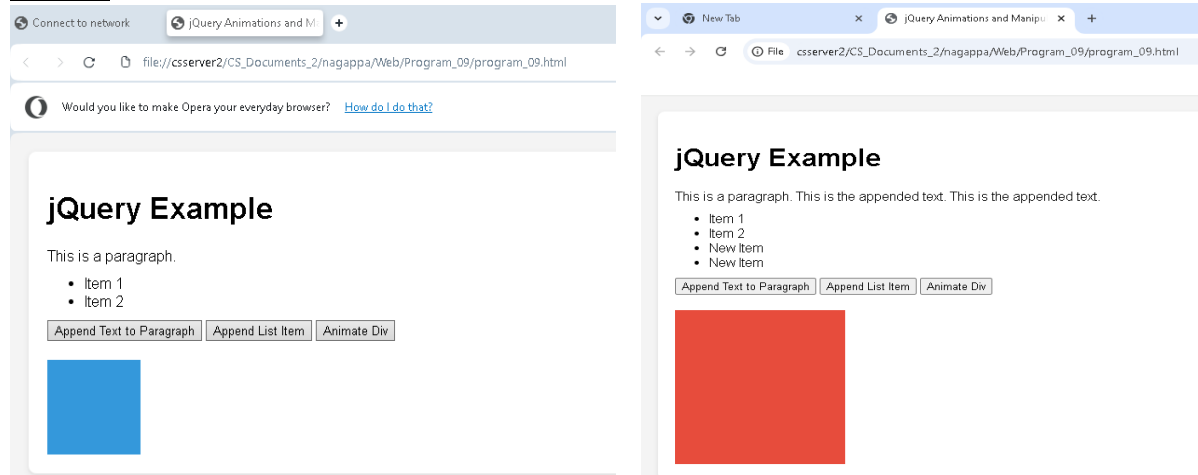 Connect to network
jQuery Animations and M
file://csserver2/CS_Documents_2/nagappa/Web/Program_09/program_09.html
Would you like to make Opera your everyday browser? How do I do that?
jQuery Example
This is a paragraph.
• Item 1
• Item 2
Append Text to Paragraph Append List Item Animate Div
New Tab
jQuery Animations and Manipu
File csserver2/CS_Documents_2/nagappa/Web/Program_09/program_09.html
jQuery Example
This is a paragraph. This is the appended text. This is the appended text.
• Item 1
• Item 2
• New Item
• New Item
Append Text to Paragraph Append List Item Animate Div